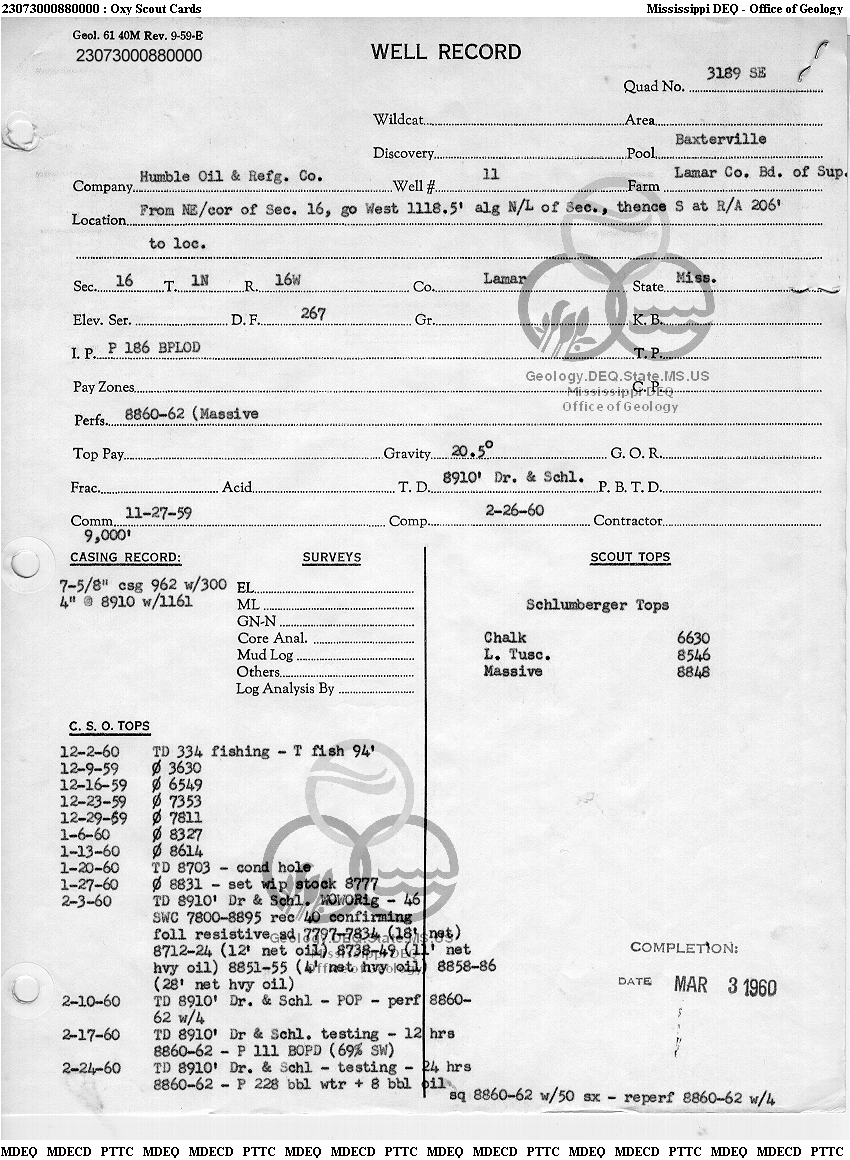 23073000880000 : Oxy Scout Cards Mississippi DEQ - Office of Geology
Geol. 61 40M Rev. 9-59-E
23073000880000
WELL RECORD
Quad No. 3189 SE
Wildcat Area
Discovery Pool Baxterville
Company Humble Oil & Refg. Co. Well # 11 Farm Lamar Co. Bd. of Sup.
Location From NE/cor of Sec. 16, go West 1118.5' alg N/L of Sec., thence S at R/A 206'
to loc.
Sec. 16 T. 1N R. 16W Co. Lamar State Miss.
Elev. Ser. D. F. 267 Gr. K. B.
I. P. P 186 BPLOD T. P.
Pay Zones C. P.
Geology.DEQ.State.MS.US
Mississippi DEQ
Office of Geology
Perfs. 8860-62 (Massive
Top Pay Gravity 20.5° G. O. R.
Frac. Acid T. D. 8910' Dr. & Schl. P. B. T. D.
Comm. 11-27-59 Comp. 2-26-60 Contractor
9,000'
CASING RECORD: SURVEYS SCOUT TOPS
7-5/8" csg 962 w/300
4" @ 8910 w/1161
EL
ML
GN-N
Core Anal.
Mud Log
Others
Log Analysis By
Schlumberger Tops
Chalk 6630
L. Tusc. 8546
Massive 8848
C. S. O. TOPS
12-2-60 TD 334 fishing - T fish 94'
12-9-59 Ø 3630
12-16-59 Ø 6549
12-23-59 Ø 7353
12-29-59 Ø 7811
1-6-60 Ø 8327
1-13-60 Ø 8614
1-20-60 TD 8703 - cond hole
1-27-60 Ø 8831 - set wip stock 8777
2-3-60 TD 8910' Dr & Schl. WOWORig - 46
SWC 7800-8895 rec 40 confirming
foll resistive sd 7797-7834 (18' net)
8712-24 (12' net oil) 8738-49 (11' net
hvy oil) 8851-55 (4' net hvy oil) 8858-86
(28' net hvy oil)
Geology.DEQ.State.MS.US
Mississippi DEQ
Office of Geology
2-10-60 TD 8910' Dr. & Schl - POP - perf 8860-
62 w/4
2-17-60 TD 8910' Dr & Schl. testing - 12 hrs
8860-62 - P 111 BOPD (69% SW)
2-24-60 TD 8910' Dr. & Schl - testing - 24 hrs
8860-62 - P 228 bbl wtr + 8 bbl oil
sq 8860-62 w/50 sx - reperf 8860-62 w/4
COMPLETION:
DATE MAR 3 1960
MDEQ MDECD PTTC MDEQ MDECD PTTC MDEQ MDECD PTTC MDEQ MDECD PTTC MDEQ MDECD PTTC MDEQ MDECD PTTC